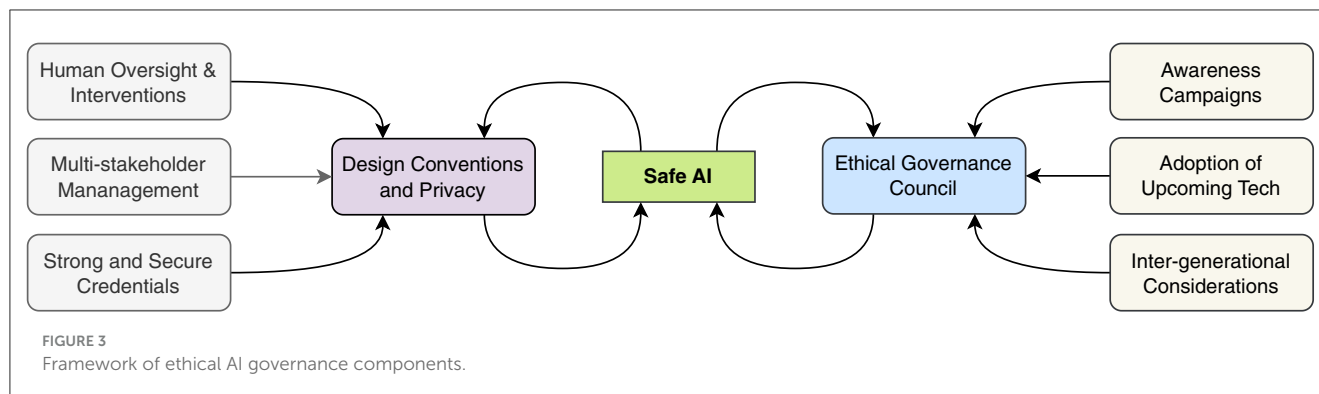 Human Oversight &
Interventions
Multi-stakeholder
Mananagement
Strong and Secure
Credentials
Design Conventions
and Privacy
Safe AI
Ethical Governance
Council
Awareness
Campaigns
Adoption of
Upcoming Tech
Inter-generational
Considerations
FIGURE 3
Framework of ethical AI governance components.